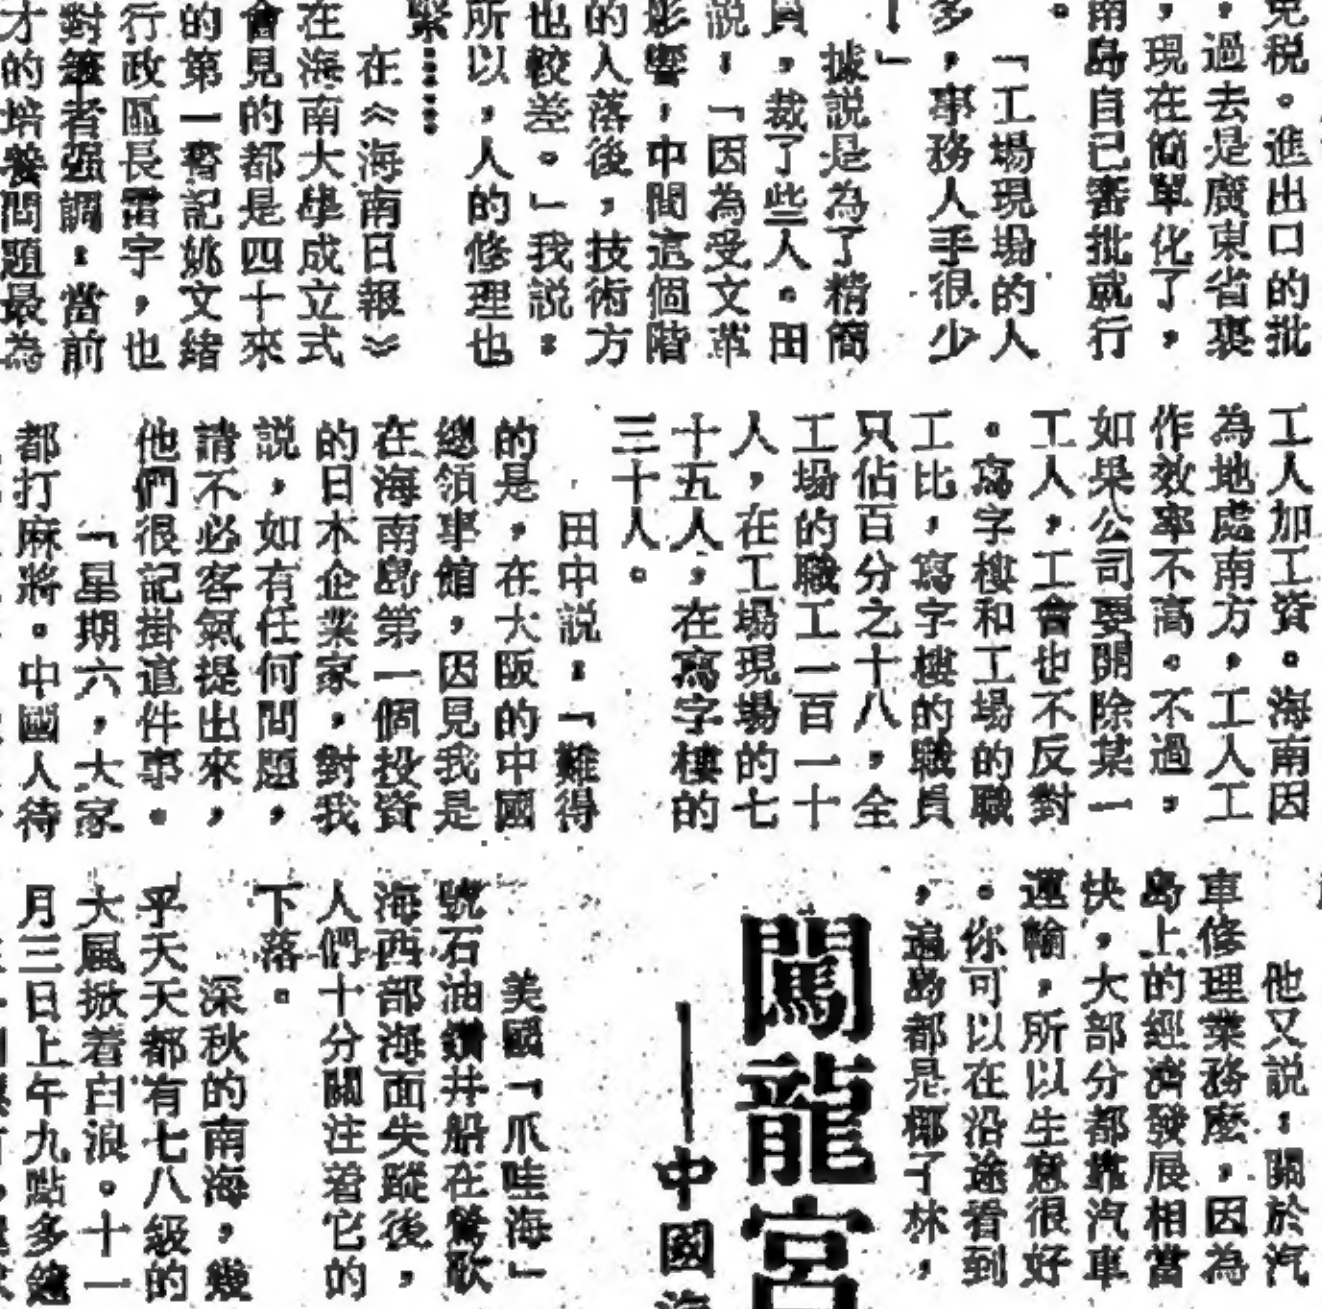 免税。進出口的批
，過去是廣東省裏
，現在簡單化了，
南島自己審批就行
。
「工場現場的人
多，事務人手很少
！」
據説是為了精簡
員，裁了些人。田
説，「因為受文革
影響，中間這個階
的人落後，技術方
也較差。」我説：
所以，人的修理也
緊……
在《海南日報》
在海南大學成立式
會見的都是四十來
的第一書記姚文緒
行政區長雷宇，也
對筆者强調：當前
才的培養問題最為
工人加工資。海南因
為地處南方，工人工
作效率不高。不過，
如果公司要開除某一
工人，工會也不反對
。寫字樓和工場的職
工比，寫字樓的職員
只佔百分之十八，全
工場的職工一百一十
人，在工場現場的七
十五人，在寫字樓的
三十人。
田中説：「難得
的是，在大阪的中國
總領事館，因見我是
在海南島第一個投資
的日本企業家，對我
説，如有任何問題，
請不必客氣提出來，
他們很記掛這件事。
「星期六，大家
都打麻將。中國人待
他又説：關於汽
車修理業務麽，因為
島上的經濟發展相當
快，大部分都靠汽車
運輸，所以生意很好
。你可以在沿途看到
，遍島都是椰子林，
闖龍宮
——中國海
美國「爪哇海」
號石油鑽井船在鶯歌
海西部海面失蹤後，
人們十分關注着它的
下落。
深秋的南海，幾
乎天天都有七八級的
大風掀着白浪。十一
月三日上午九點多鐘